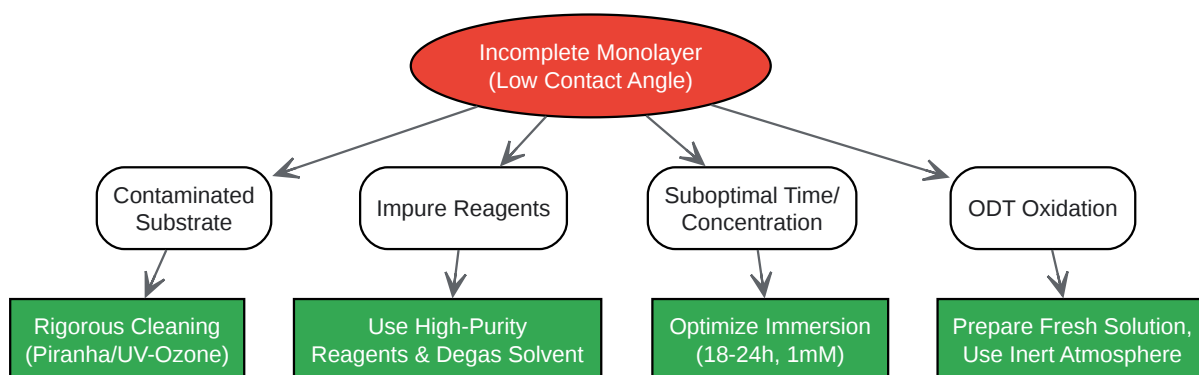 Incomplete Monolayer
(Low Contact Angle)
Contaminated
Substrate
Impure Reagents
Suboptimal Time/
Concentration
ODT Oxidation
Rigorous Cleaning
(Piranha/UV-Ozone)
Use High-Purity
Reagents & Degas Solvent
Optimize Immersion
(18-24h, 1mM)
Prepare Fresh Solution,
Use Inert Atmosphere